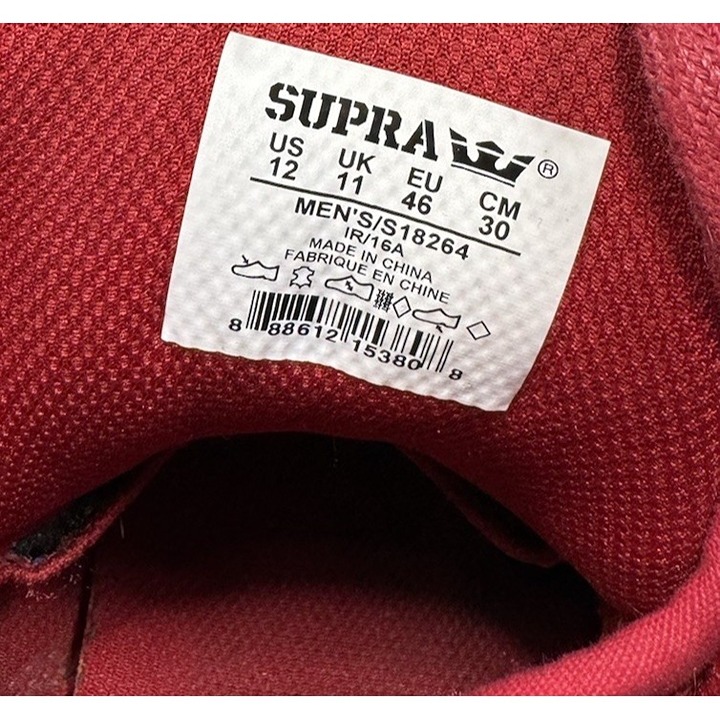 SUPRA ®
US UK EU CM
12 11 46 30
MEN'S/S18264
IR/16A
MADE IN CHINA
FABRIQUE EN CHINE
8 88612 15380 8